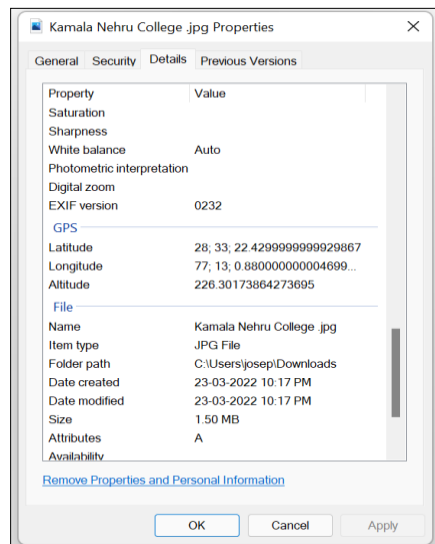 Kamala Nehru College .jpg Properties
General Security Details Previous Versions
Property Value
Saturation
Sharpness
White balance Auto
Photometric interpretation
Digital zoom
EXIF version 0232
GPS
Latitude 28; 33; 22.4299999999929867
Longitude 77; 13; 0.880000000004699...
Altitude 226.30173864273695
File
Name Kamala Nehru College .jpg
Item type JPG File
Folder path C:\Users\josep\Downloads
Date created 23-03-2022 10:17 PM
Date modified 23-03-2022 10:17 PM
Size 1.50 MB
Attributes A
Availability
Remove Properties and Personal Information
OK Cancel Apply